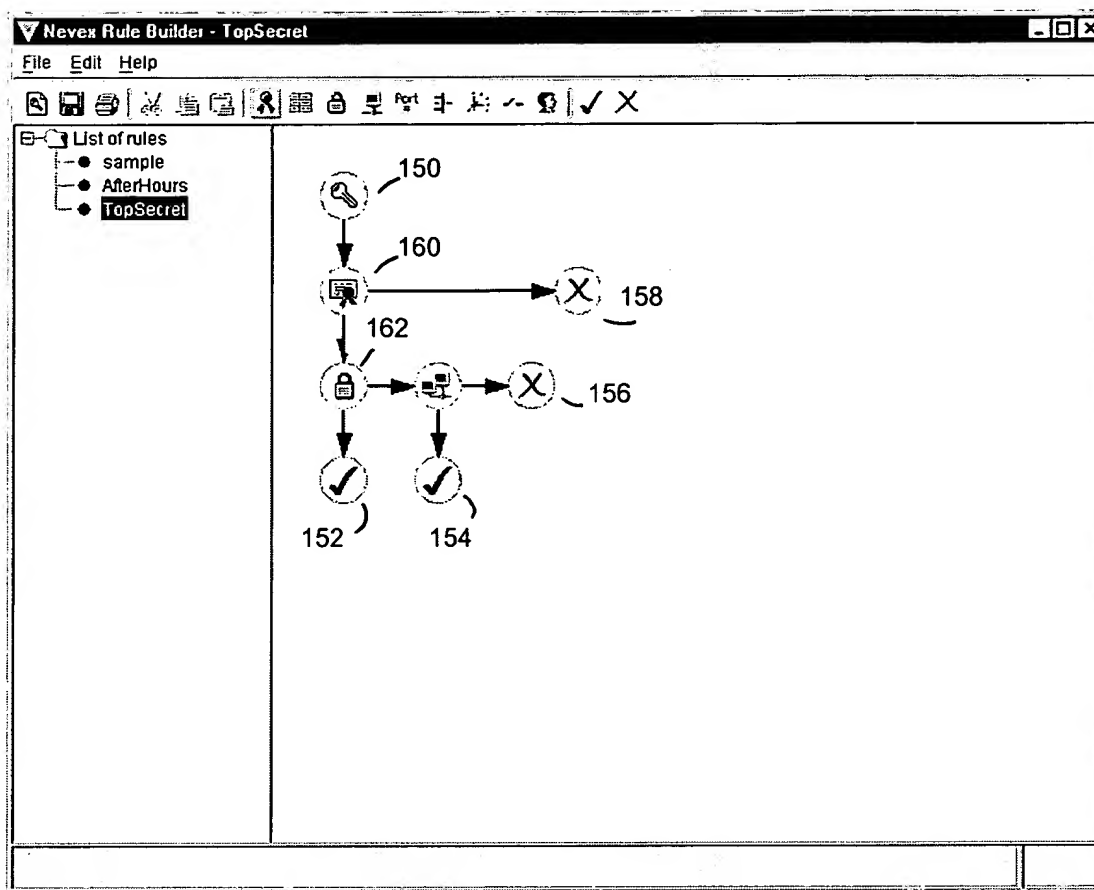 Nevex Rule Builder - TopSecret
File Edit Help
Port
List of rules
sample
AfterHours
TopSecret
150
160
158
162
156
152
154